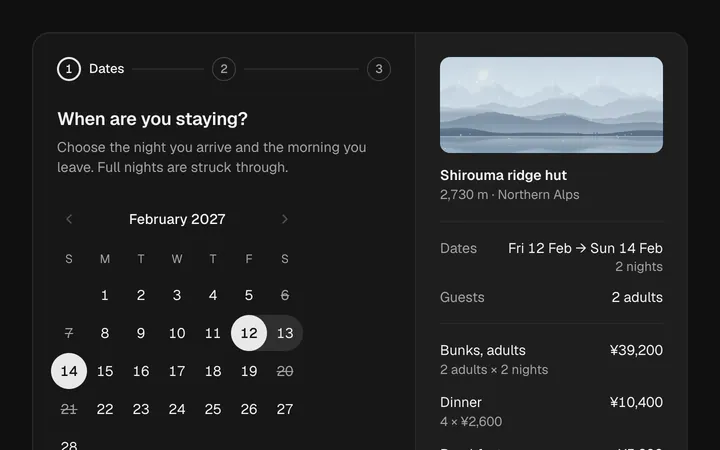 1 Dates 2 3
When are you staying?
Choose the night you arrive and the morning you
leave. Full nights are struck through.
February 2027
S M T W T F S
1 2 3 4 5 6
7 8 9 10 11 12 13
14 15 16 17 18 19 20
21 22 23 24 25 26 27
28
Shirouma ridge hut
2,730 m · Northern Alps
Dates Fri 12 Feb → Sun 14 Feb
2 nights
Guests 2 adults
Bunks, adults ¥39,200
2 adults × 2 nights
Dinner ¥10,400
4 × ¥2,600